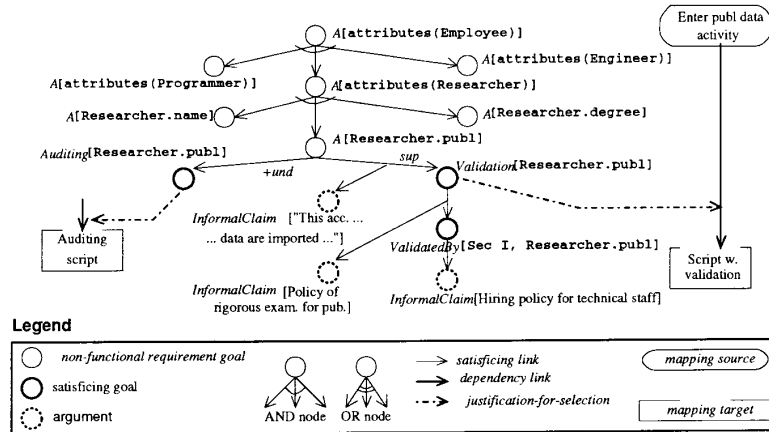 A[attributes(Employee)]
Enter publ data
activity
A[attributes(Programmer)]
A[attributes(Engineer)]
A[attributes(Researcher)]
A[Researcher.name]
A[Researcher.degree]
A[Researcher.publ]
Auditing[Researcher.publ]
+und
sup
Validation[Researcher.publ]
InformalClaim ["This acc. ...
... data are imported ..."]
Auditing
script
ValidatedBy[Sec I, Researcher.publ]
Script w.
validation
InformalClaim [Policy of
rigorous exam. for pub.]
InformalClaim[Hiring policy for technical staff]
Legend
non-functional requirement goal
satisficing goal
argument
AND node
OR node
satisficing link
dependency link
justification-for-selection
mapping source
mapping target